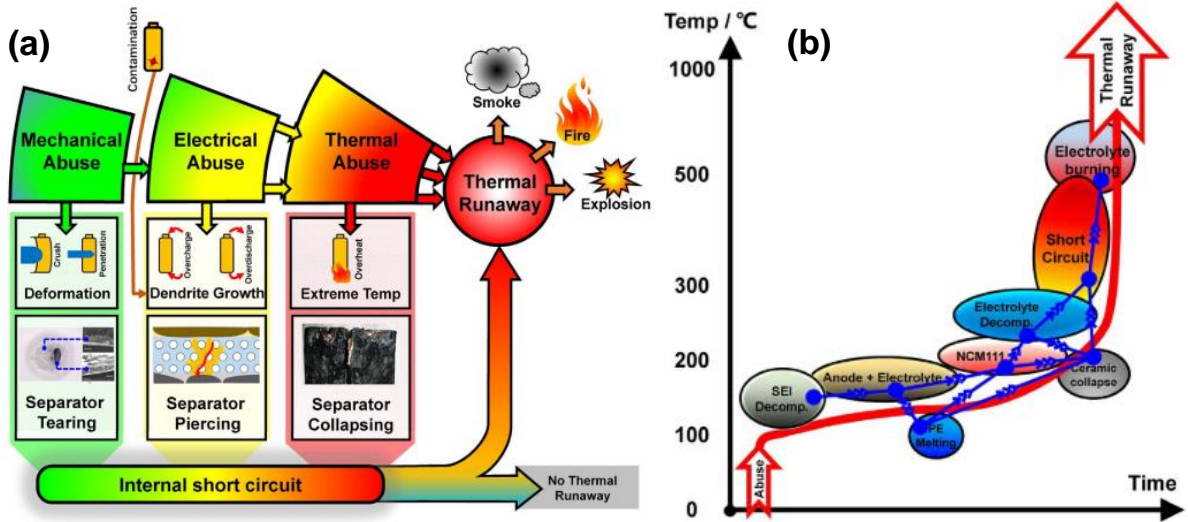 (a)
Contamination
Mechanical
Abuse
Electrical
Abuse
Thermal
Abuse
Smoke
Fire
Explosion
Thermal
Runaway
Crush
Penetration
Deformation
Overcharge
Overdischarge
Dendrite Growth
Overheat
Extreme Temp
Separator
Tearing
Separator
Piercing
Separator
Collapsing
Internal short circuit
No Thermal
Runaway
(b)
Temp / ℃
1000
500
300
200
100
0
Thermal
Runaway
Electrolyte
burning
Short
Circuit
Electrolyte
Decomp.
NCM111
Ceramic
collapse
Anode + Electrolyte
SEI
Decomp.
PE
Melting
Abuse
Time